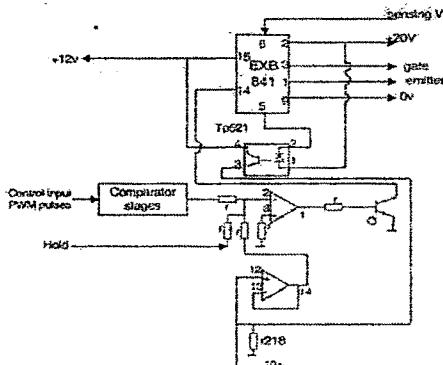 sensing V
+20V
+12v
6
2
15
EXB
3
gate
841
1
emitter
14
9
0v
5
Tp521
4
2
3
1
Control input
PWM pulses
Comparator
stages
r
2
3
1
r
Q
Hold
r
r
r
12
13
14
r218